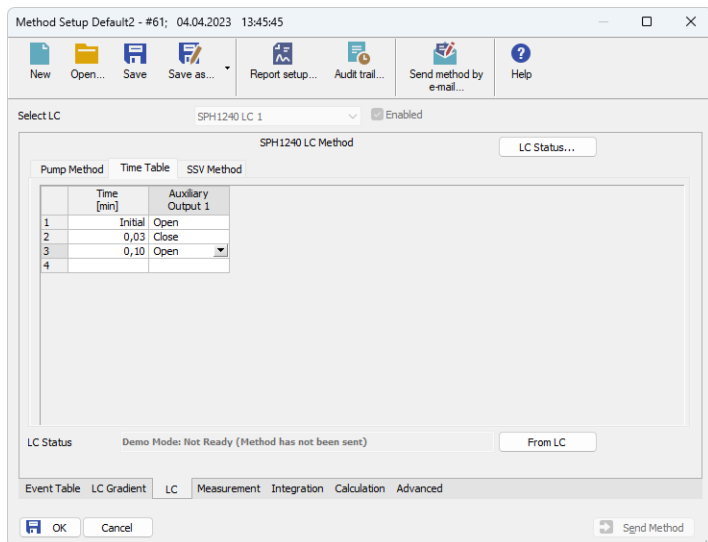 Method Setup Default2 - #61; 04.04.2023 13:45:45
New Open... Save Save as... Report setup... Audit trail... Send method by e-mail... Help
Select LC SPH1240 LC 1 Enabled
SPH1240 LC Method LC Status...
Pump Method Time Table SSV Method
Time [min] Auxiliary Output 1
1 Initial Open
2 0,03 Close
3 0,10 Open
4
LC Status Demo Mode: Not Ready (Method has not been sent) From LC
Event Table LC Gradient LC Measurement Integration Calculation Advanced
OK Cancel Send Method